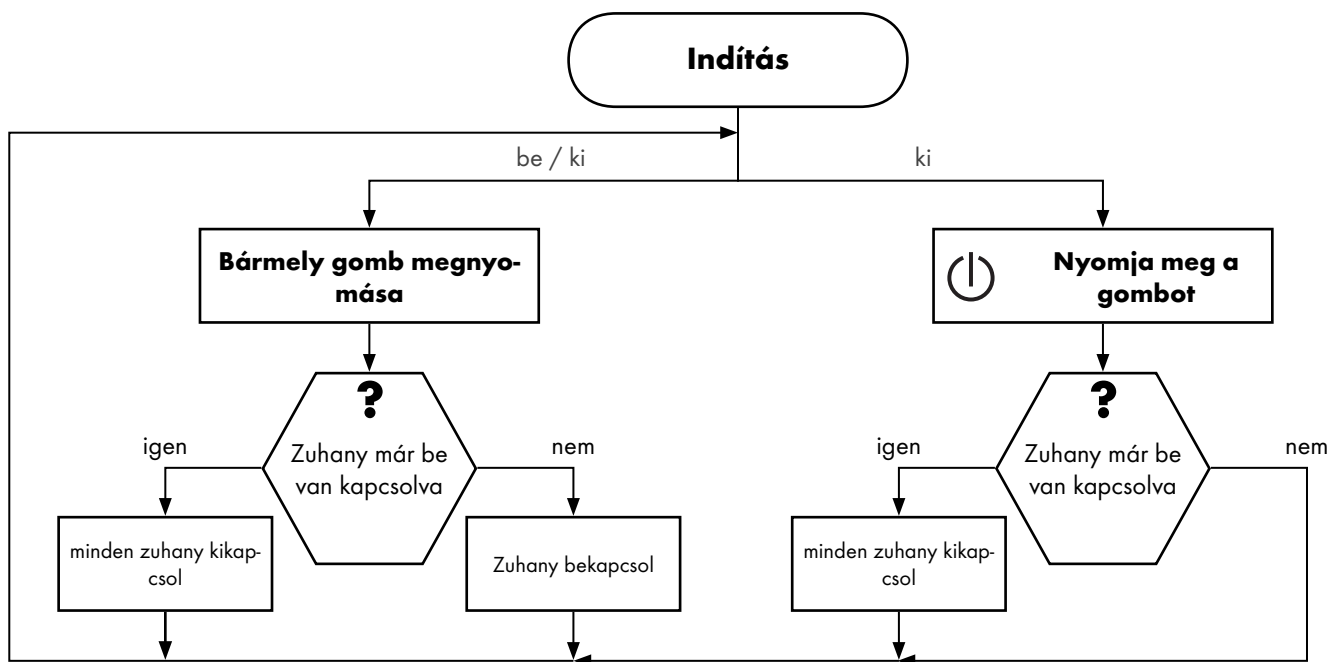 Indítás
be / ki
ki
Bármely gomb megnyo-
mása
Nyomja meg a
gombot
?
Zuhany már be
van kapcsolva
igen
nem
minden zuhany kikap-
csol
Zuhany bekapcsol
?
Zuhany már be
van kapcsolva
igen
nem
minden zuhany kikap-
csol